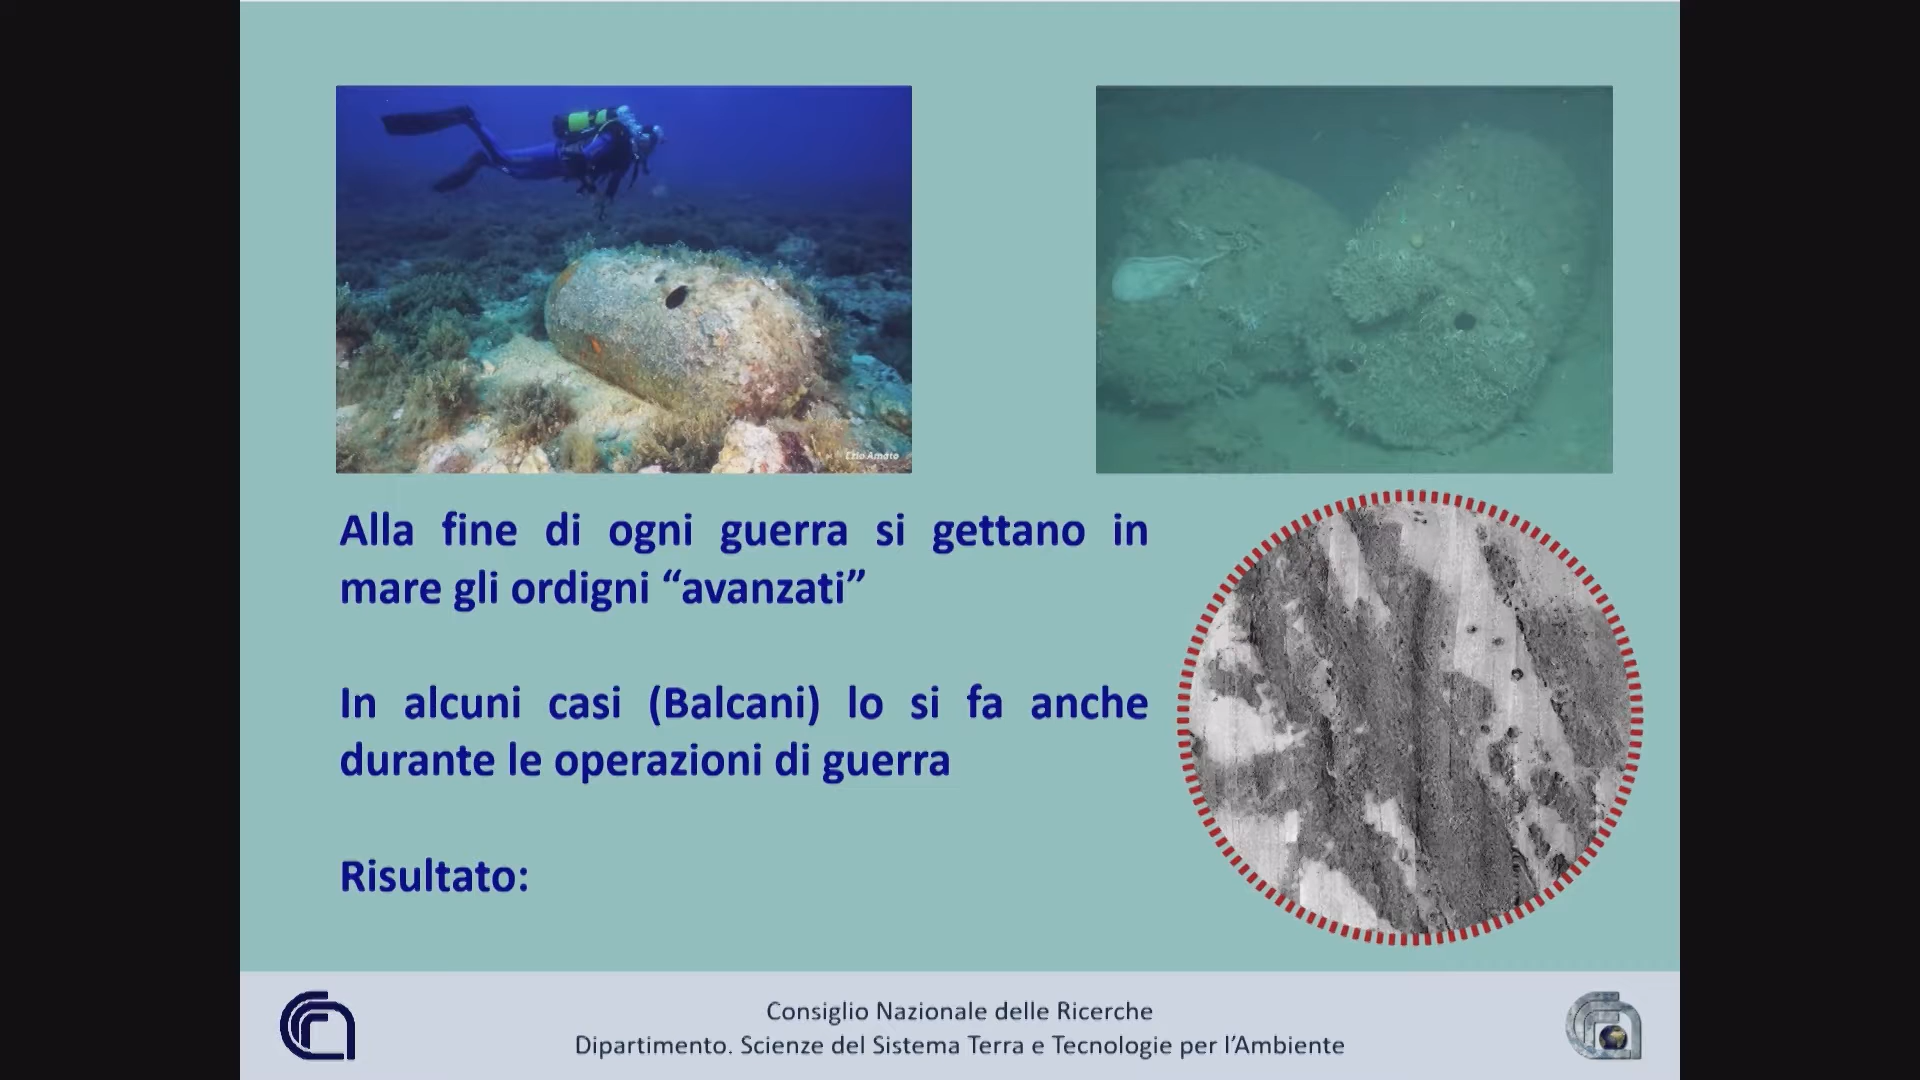 Ezio Amato
Alla fine di ogni guerra si gettano in
mare gli ordigni “avanzati”
In alcuni casi (Balcani) lo si fa anche
durante le operazioni di guerra
Risultato:
Consiglio Nazionale delle Ricerche
Dipartimento. Scienze del Sistema Terra e Tecnologie per l’Ambiente